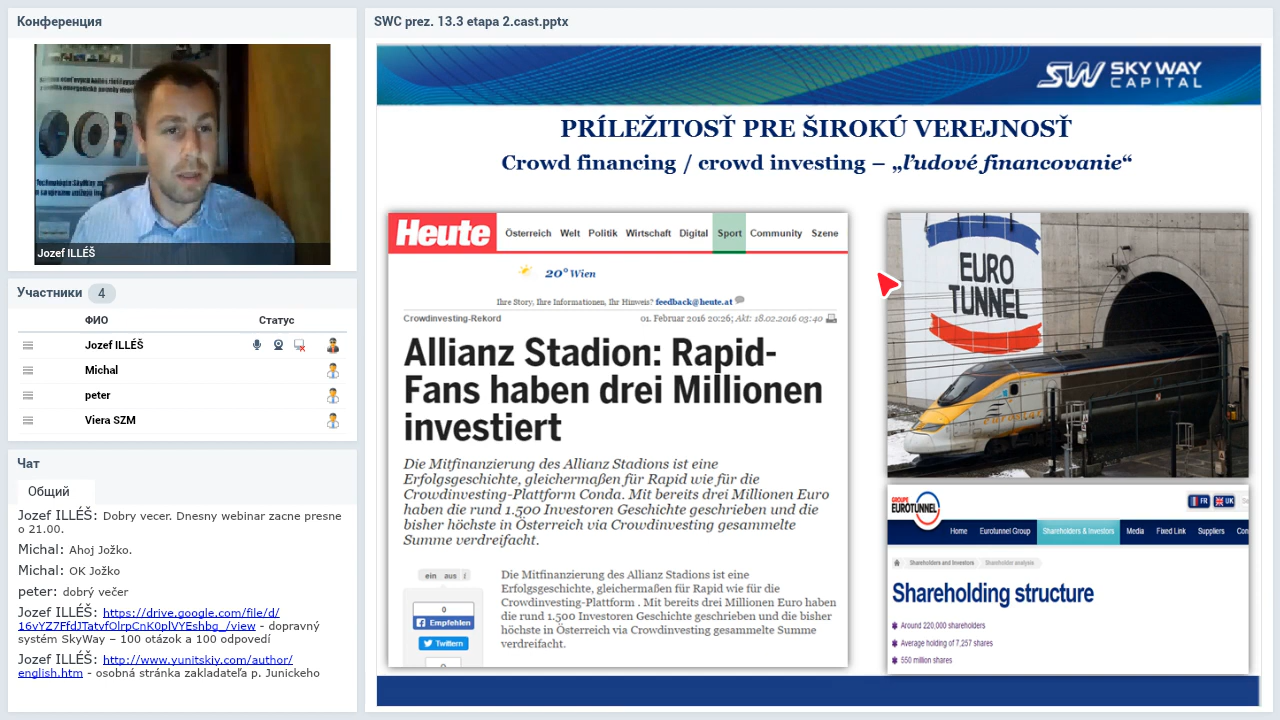 Конференция
Jozef ILLÉŠ
Участники 4
ФИО Статус
Jozef ILLÉŠ
Michal
peter
Viera SZM
Чат
Общий
Jozef ILLÉŠ: Dobry vecer. Dnesny webinar zacne presne
o 21.00.
Michal: Ahoj Jožko.
Michal: OK Jožko
peter: dobrý večer
Jozef ILLÉŠ: https://drive.google.com/file/d/
16vYZ7FfdJTatvfOlrpCnK0plVYEshbg_/view - dopravný
systém SkyWay – 100 otázok a 100 odpovedí
Jozef ILLÉŠ: http://www.yunitskiy.com/author/
english.htm - osobná stránka zakladateľa p. Junickeho
SWC prez. 13.3 etapa 2.cast.pptx
SW SKY WAY
CAPITAL
PRÍLEŽITOSŤ PRE ŠIROKÚ VEREJNOSŤ
Crowd financing / crowd investing – „ľudové financovanie“
Heute Österreich Welt Politik Wirtschaft Digital Sport Community Szene
20° Wien
Ihre Story, Ihre Informationen, Ihr Hinweis? feedback@heute.at
Crowdinvesting-Rekord 01. Februar 2016 20:26; Akt: 18.02.2016 03:40
Allianz Stadion: Rapid-
Fans haben drei Millionen
investiert
Die Mitfinanzierung des Allianz Stadions ist eine
Erfolgsgeschichte, gleichermaßen für Rapid wie für die
Crowdinvesting-Plattform Conda. Mit bereits drei Millionen Euro
haben die rund 1.500 Investoren Geschichte geschrieben und die
bisher höchste in Österreich via Crowdinvesting gesammelte
Summe verdreifacht.
ein aus i
0
Empfehlen
Twittern
Die Mitfinanzierung des Allianz Stadions ist eine
Erfolgsgeschichte, gleichermaßen für Rapid wie für die
Crowdinvesting-Plattform . Mit bereits drei Millionen Euro haben
die rund 1.500 Investoren Geschichte geschrieben und die bisher
höchste in Österreich via Crowdinvesting gesammelte Summe
verdreifacht.
EURO
TUNNEL
GROUPE
EUROTUNNEL
FR UK
Home Eurotunnel Group Shareholders & Investors Media Fixed Link Suppliers Con
Shareholders and Investors Shareholder analysis
Shareholding structure
Around 220,000 shareholders
Average holding of 7,257 shares
550 million shares